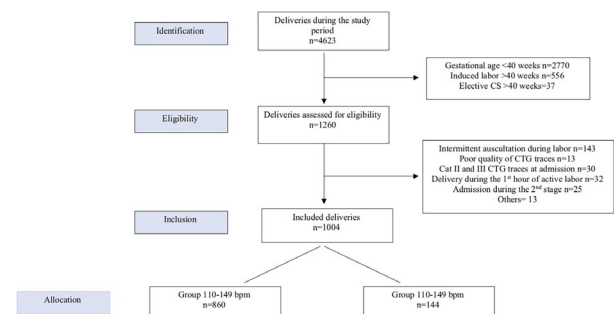 Deliveries during the study
period
n=4623
Identification
Gestational age <40 weeks n=2770
Induced labor >40 weeks n=556
Elective CS >40 weeks=37
Eligibility
Deliveries assessed for eligibility
n=1260
Intermittent auscultation during labor n=143
Poor quality of CTG traces n=13
Cat II and III CTG traces at admission n=30
Delivery during the 1st hour of active labor n=32
Admission during the 2nd stage n=25
Others= 13
Inclusion
Included deliveries
n=1004
Allocation
Group 110-149 bpm
n=860
Group 110-149 bpm
n=144